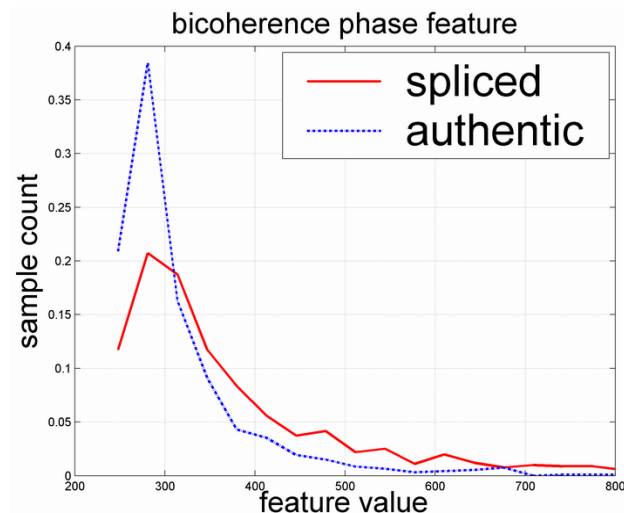 bicoherence phase feature
spliced
authentic
sample count
0.4
0.35
0.3
0.25
0.2
0.15
0.1
0.05
0
200 300 400 500 600 700 800
feature value